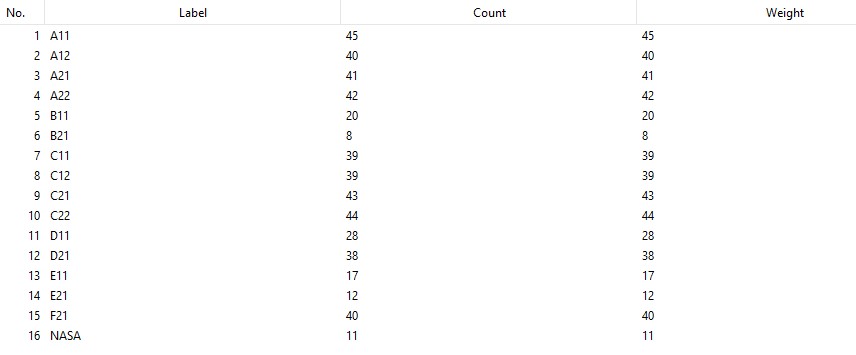 No. Label Count Weight
1 A11 45 45
2 A12 40 40
3 A21 41 41
4 A22 42 42
5 B11 20 20
6 B21 8 8
7 C11 39 39
8 C12 39 39
9 C21 43 43
10 C22 44 44
11 D11 28 28
12 D21 38 38
13 E11 17 17
14 E21 12 12
15 F21 40 40
16 NASA 11 11